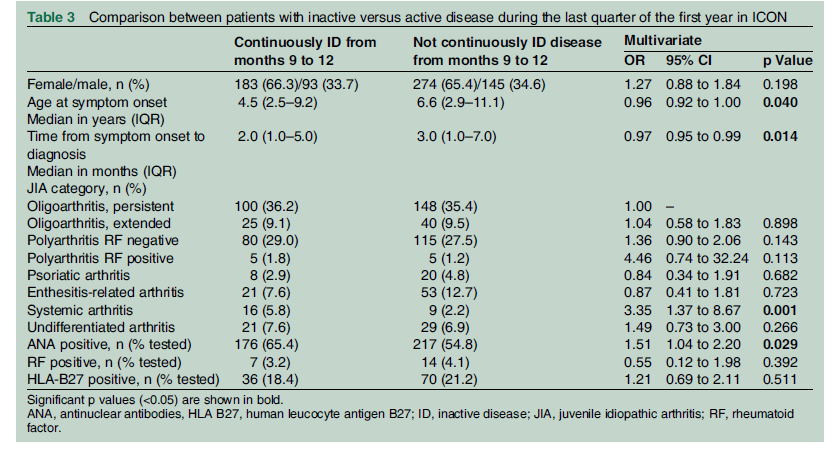 Table 3 Comparison between patients with inactive versus active disease during the last quarter of the first year in ICON
Continuously ID from months 9 to 12 Not continuously ID disease from months 9 to 12 Multivariate
OR 95% CI p Value
Female/male, n (%) 183 (66.3)/93 (33.7) 274 (65.4)/145 (34.6) 1.27 0.88 to 1.84 0.198
Age at symptom onset 4.5 (2.5–9.2) 6.6 (2.9–11.1) 0.96 0.92 to 1.00 0.040
Median in years (IQR)
Time from symptom onset to 2.0 (1.0–5.0) 3.0 (1.0–7.0) 0.97 0.95 to 0.99 0.014
diagnosis
Median in months (IQR)
JIA category, n (%)
Oligoarthritis, persistent 100 (36.2) 148 (35.4) 1.00 –
Oligoarthritis, extended 25 (9.1) 40 (9.5) 1.04 0.58 to 1.83 0.898
Polyarthritis RF negative 80 (29.0) 115 (27.5) 1.36 0.90 to 2.06 0.143
Polyarthritis RF positive 5 (1.8) 5 (1.2) 4.46 0.74 to 32.24 0.113
Psoriatic arthritis 8 (2.9) 20 (4.8) 0.84 0.34 to 1.91 0.682
Enthesitis-related arthritis 21 (7.6) 53 (12.7) 0.87 0.41 to 1.81 0.723
Systemic arthritis 16 (5.8) 9 (2.2) 3.35 1.37 to 8.67 0.001
Undifferentiated arthritis 21 (7.6) 29 (6.9) 1.49 0.73 to 3.00 0.266
ANA positive, n (% tested) 176 (65.4) 217 (54.8) 1.51 1.04 to 2.20 0.029
RF positive, n (% tested) 7 (3.2) 14 (4.1) 0.55 0.12 to 1.98 0.392
HLA-B27 positive, n (% tested) 36 (18.4) 70 (21.2) 1.21 0.69 to 2.11 0.511
Significant p values (<0.05) are shown in bold.
ANA, antinuclear antibodies, HLA B27, human leucocyte antigen B27; ID, inactive disease; JIA, juvenile idiopathic arthritis; RF, rheumatoid
factor.